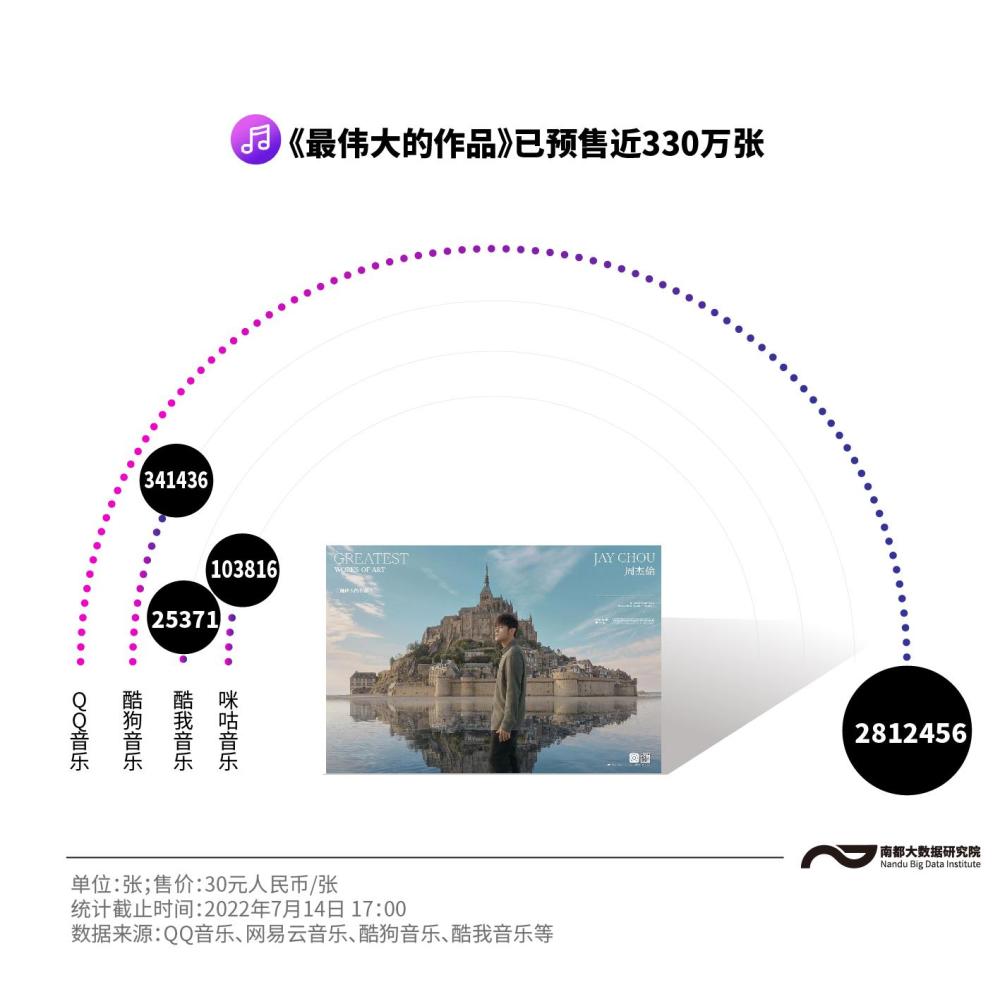 《最伟大的作品》已预售近330万张
341436
103816
25371
2812456
QQ音乐
酷狗音乐
酷我音乐
咪咕音乐
GREATEST
WORKS OF ART
JAY CHOU
周杰倫
南都大数据研究院
Nandu Big Data Institute
单位:张;售价:30元人民币/张
统计截止时间:2022年7月14日 17:00
数据来源:QQ音乐、网易云音乐、酷狗音乐、酷我音乐等